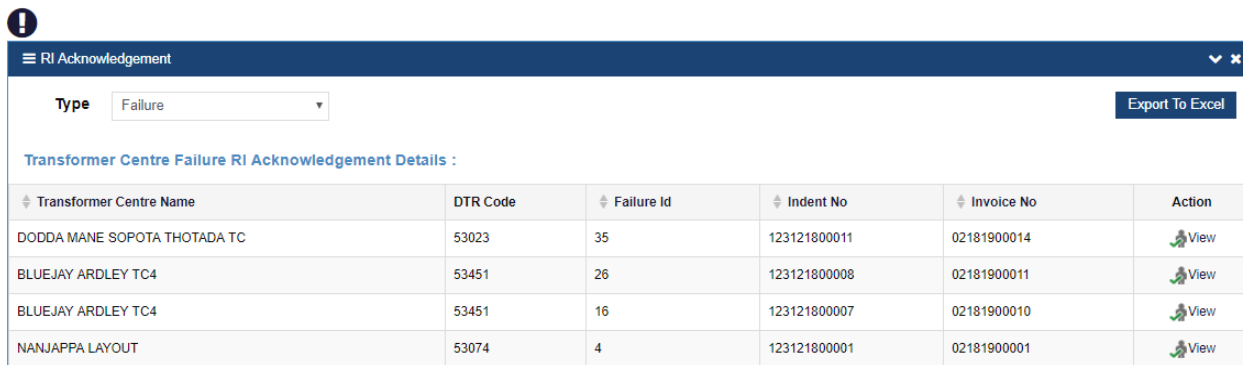 RI Acknowledgement
Type Failure Export To Excel
Transformer Centre Failure RI Acknowledgement Details :
Transformer Centre Name DTR Code Failure Id Indent No Invoice No Action
DODDA MANE SOPOTA THOTADA TC 53023 35 123121800011 02181900014 View
BLUEJAY ARDLEY TC4 53451 26 123121800008 02181900011 View
BLUEJAY ARDLEY TC4 53451 16 123121800007 02181900010 View
NANJAPPA LAYOUT 53074 4 123121800001 02181900001 View